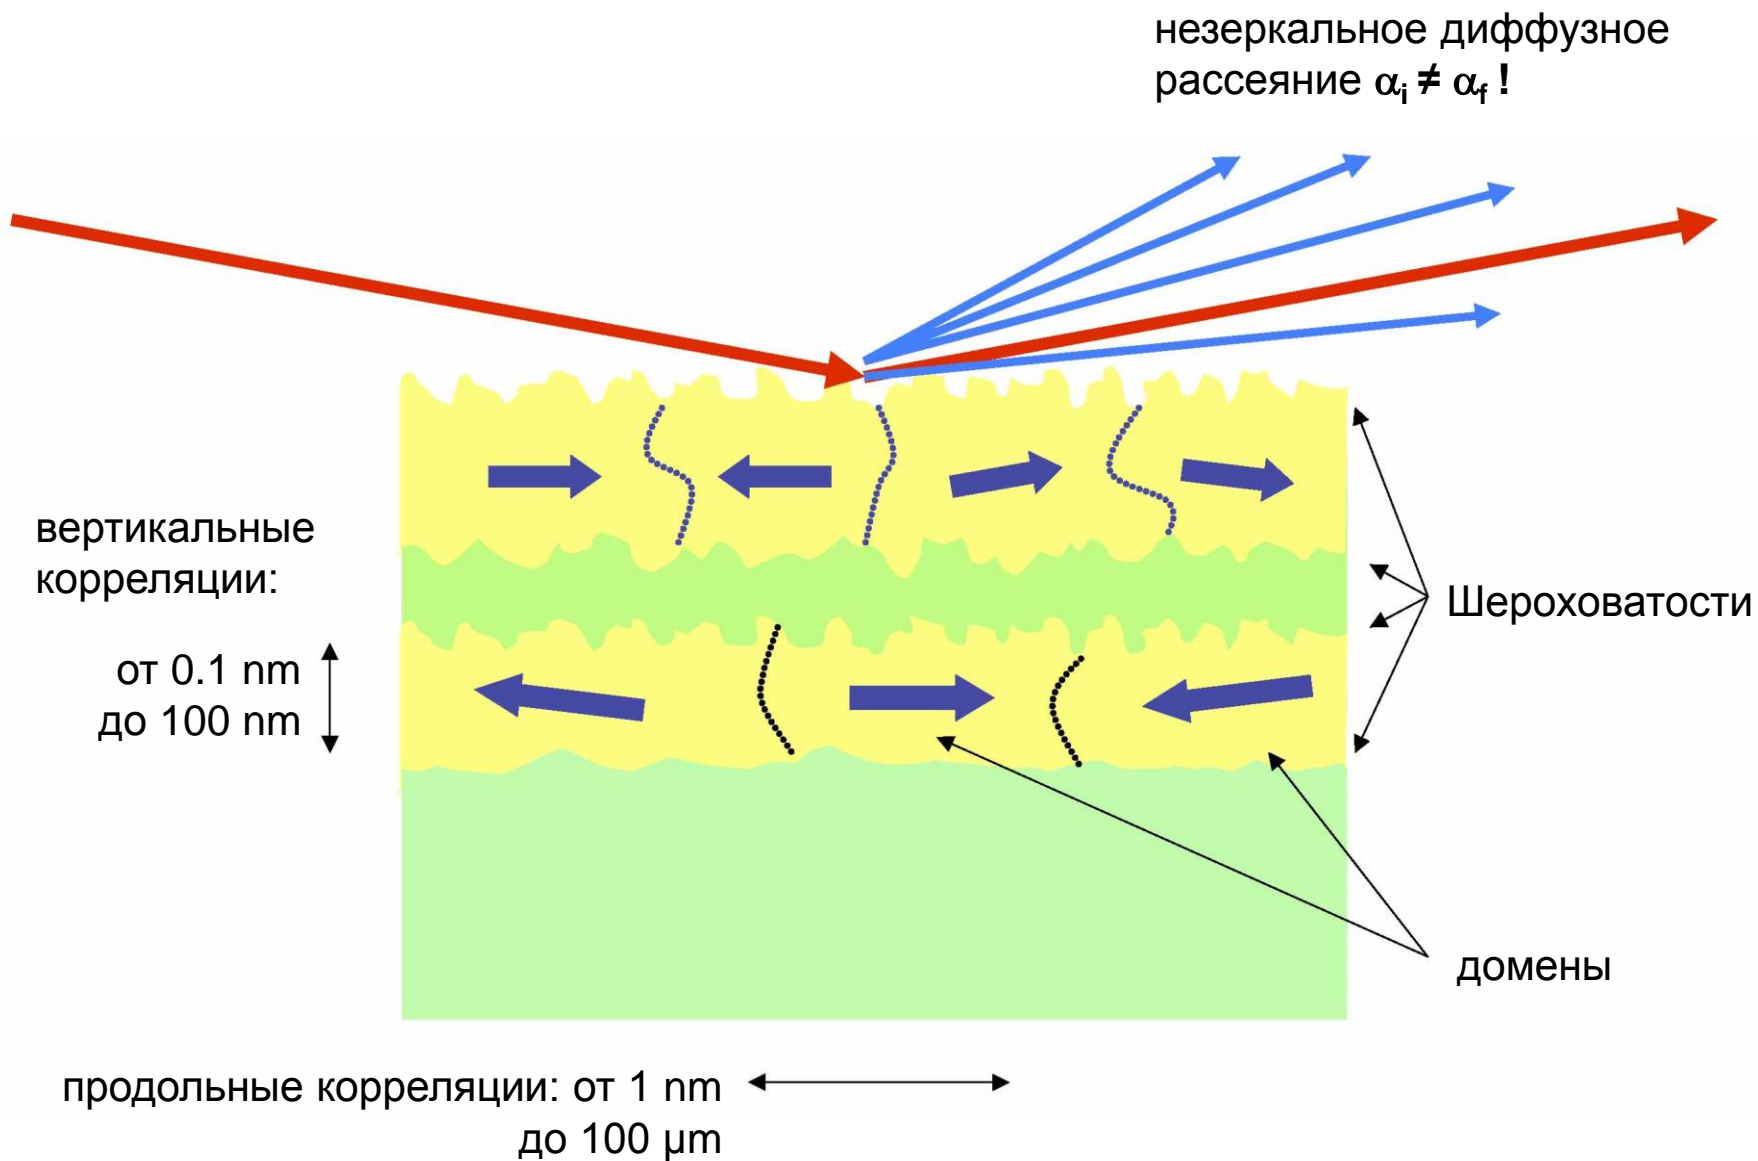 незеркальное диффузное
рассеяние αi ≠ αf !
вертикальные
корреляции:
от 0.1 nm
до 100 nm
Шероховатости
домены
продольные корреляции: от 1 nm
до 100 µm